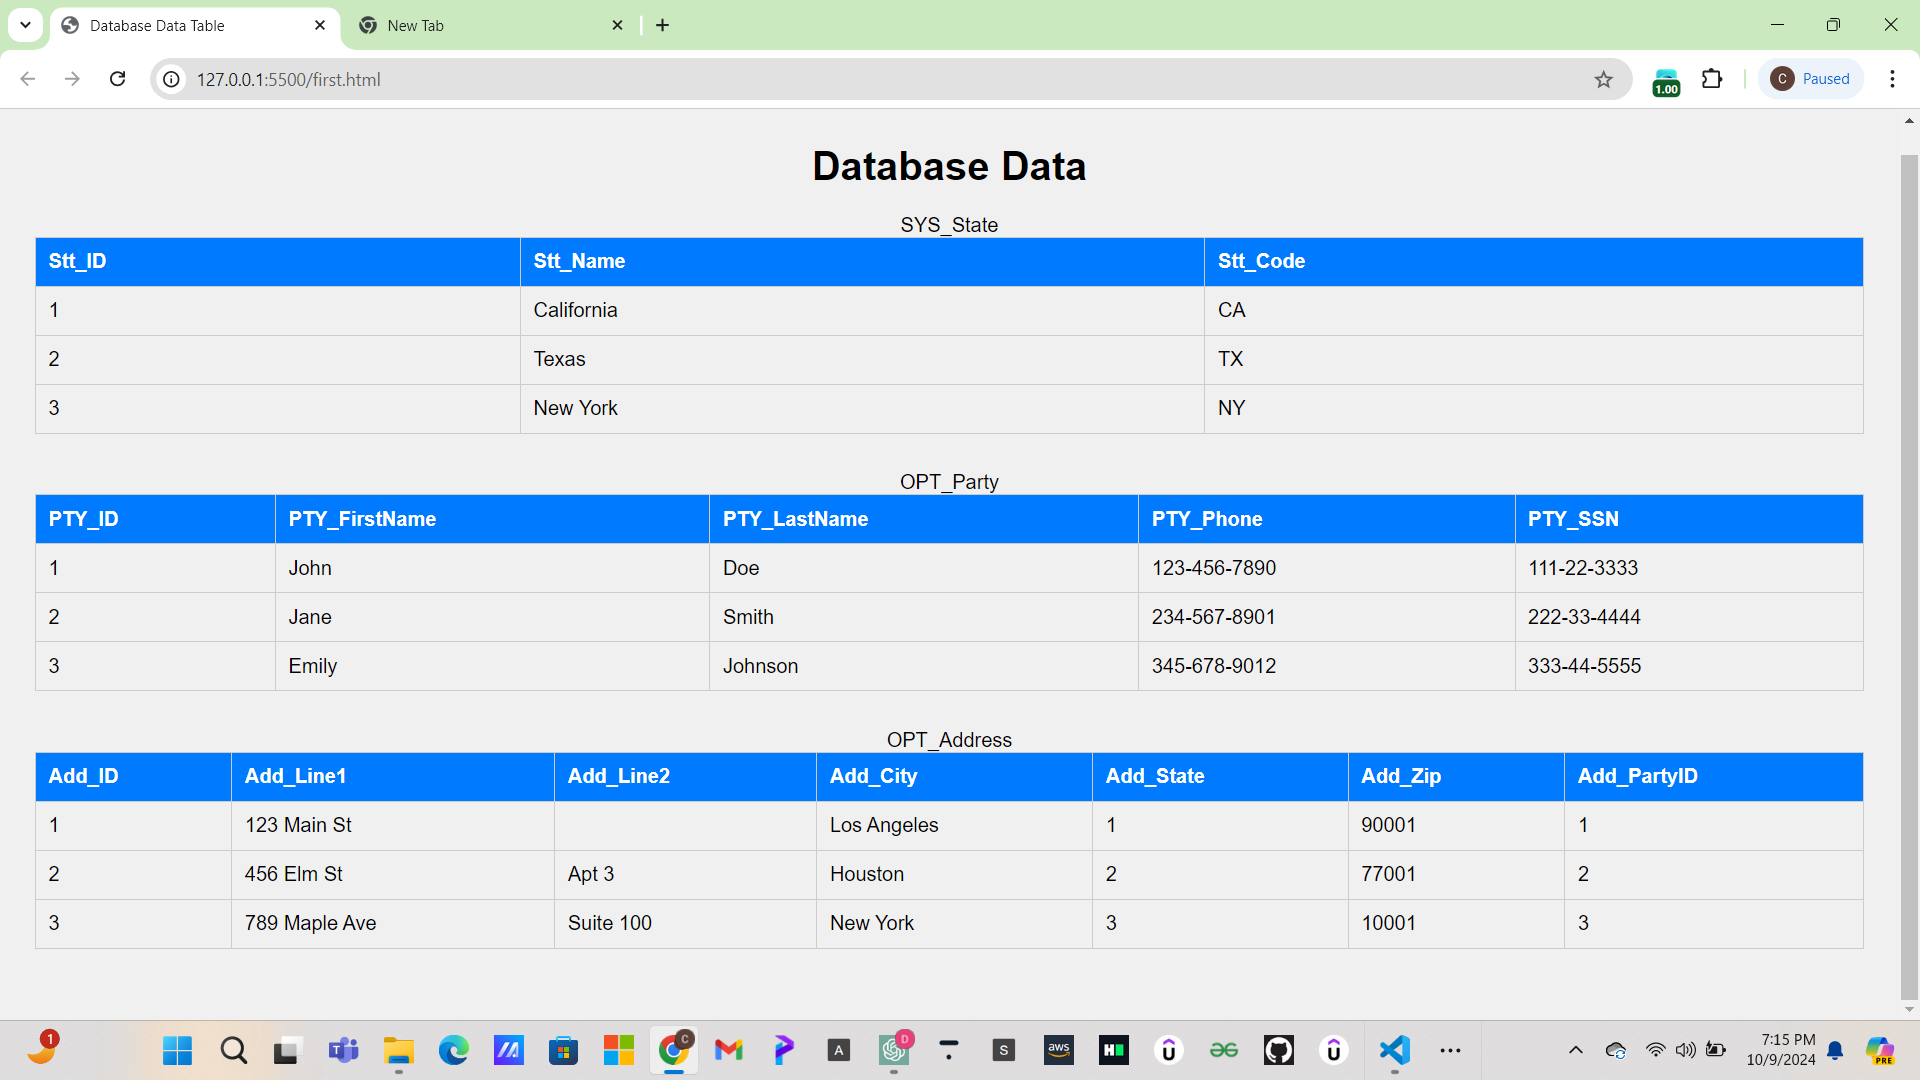 Database Data Table
New Tab
127.0.0.1:5500/first.html
1.00
C
Paused
Database Data
SYS_State
Stt_ID Stt_Name Stt_Code
1 California CA
2 Texas TX
3 New York NY
OPT_Party
PTY_ID PTY_FirstName PTY_LastName PTY_Phone PTY_SSN
1 John Doe 123-456-7890 111-22-3333
2 Jane Smith 234-567-8901 222-33-4444
3 Emily Johnson 345-678-9012 333-44-5555
OPT_Address
Add_ID Add_Line1 Add_Line2 Add_City Add_State Add_Zip Add_PartyID
1 123 Main St Los Angeles 1 90001 1
2 456 Elm St Apt 3 Houston 2 77001 2
3 789 Maple Ave Suite 100 New York 3 10001 3
1
T
C
A
D
S
aws
H
PRE
7:15 PM
10/9/2024